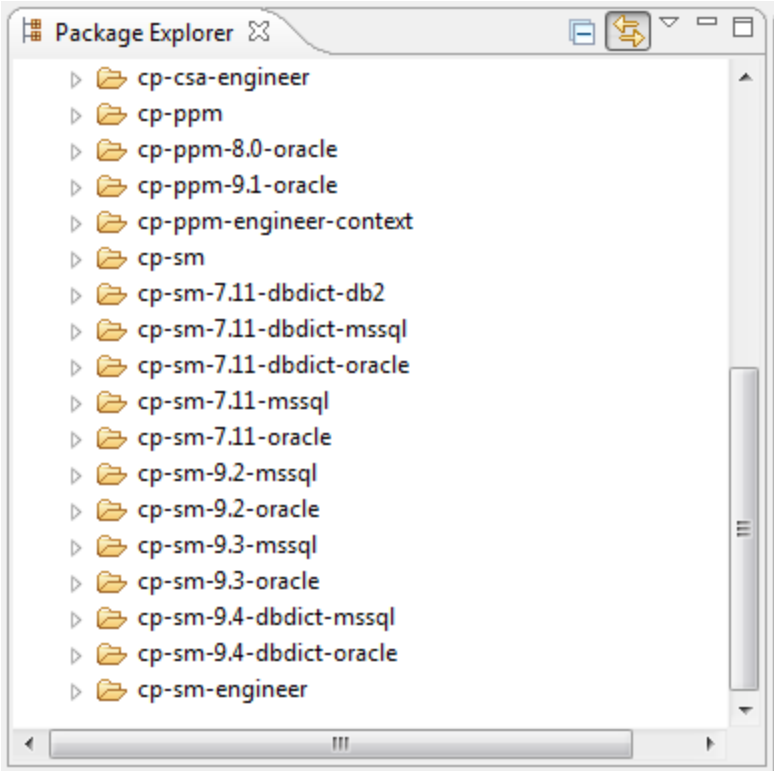 Package Explorer
cp-csa-engineer
cp-ppm
cp-ppm-8.0-oracle
cp-ppm-9.1-oracle
cp-ppm-engineer-context
cp-sm
cp-sm-7.11-dbdict-db2
cp-sm-7.11-dbdict-mssql
cp-sm-7.11-dbdict-oracle
cp-sm-7.11-mssql
cp-sm-7.11-oracle
cp-sm-9.2-mssql
cp-sm-9.2-oracle
cp-sm-9.3-mssql
cp-sm-9.3-oracle
cp-sm-9.4-dbdict-mssql
cp-sm-9.4-dbdict-oracle
cp-sm-engineer